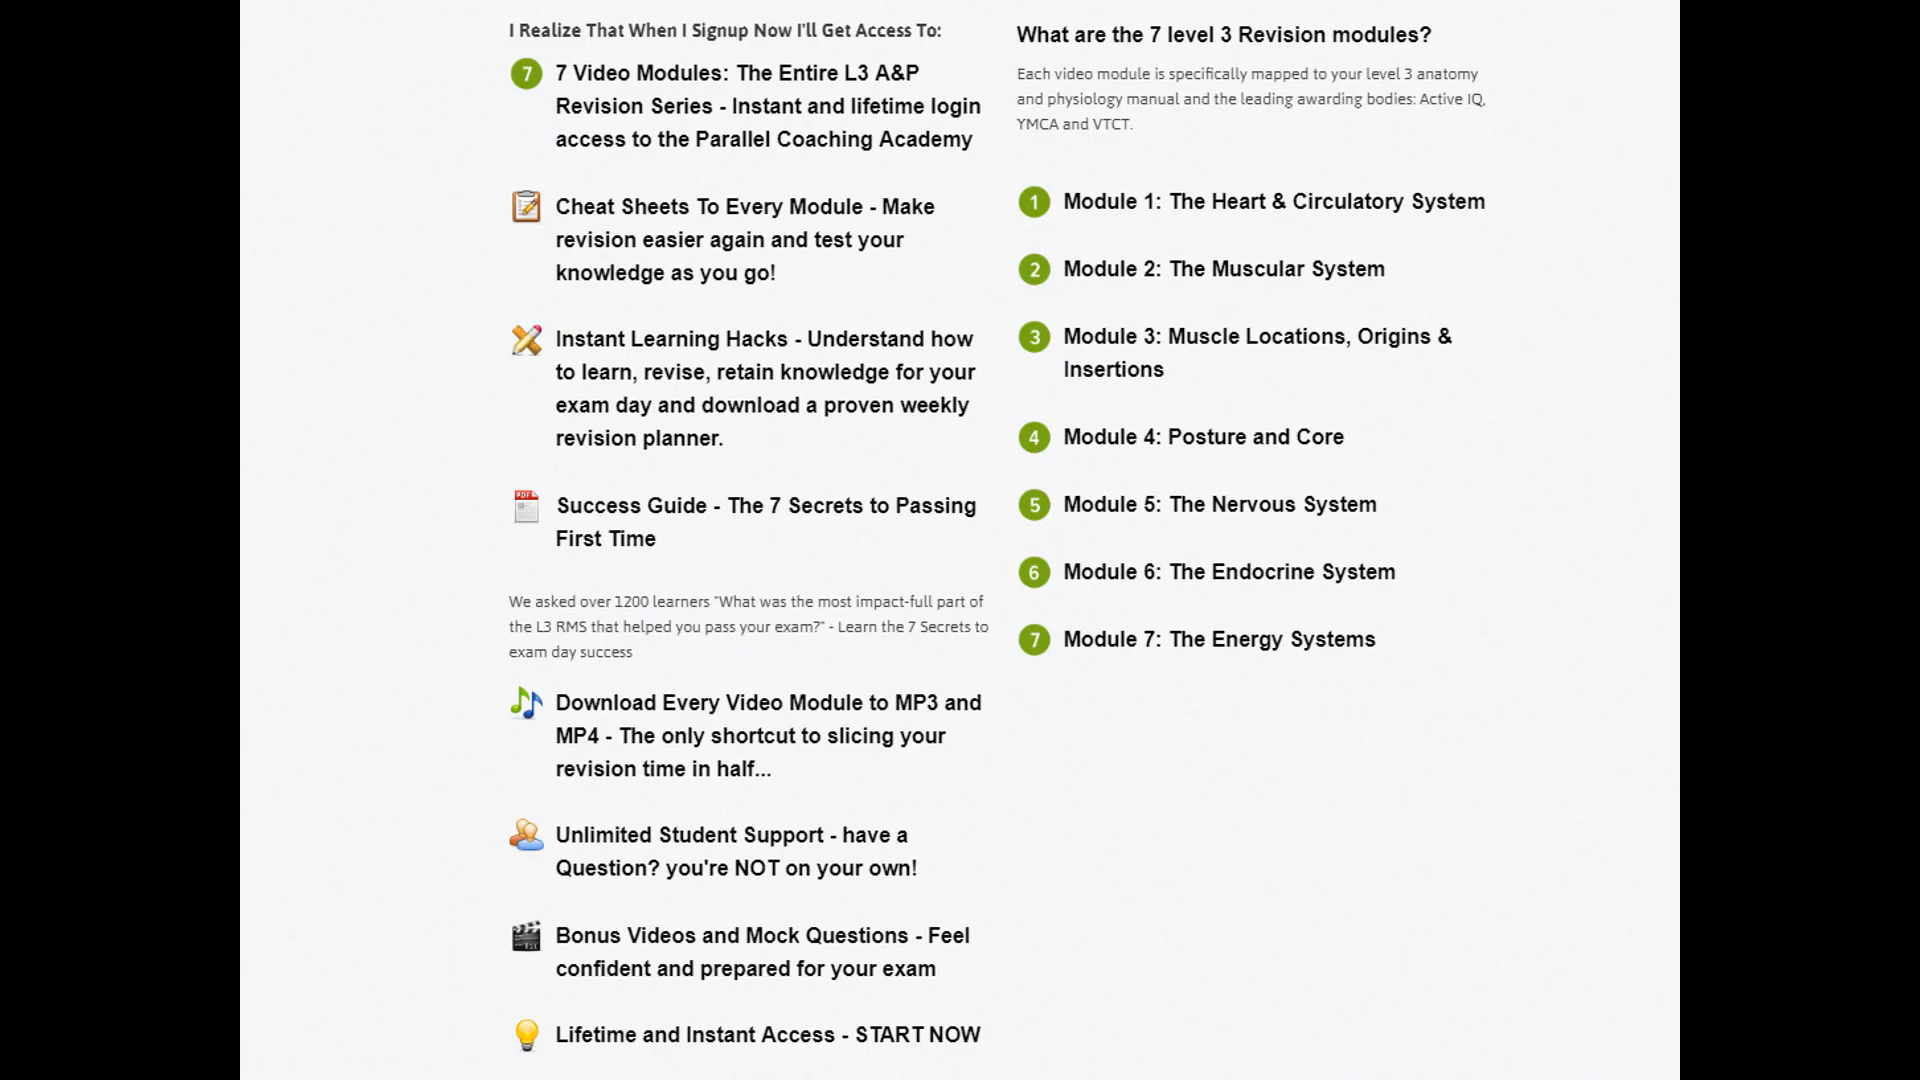 I Realize That When I Signup Now I'll Get Access To:
7
7 Video Modules: The Entire L3 A&P
Revision Series - Instant and lifetime login
access to the Parallel Coaching Academy
Cheat Sheets To Every Module - Make
revision easier again and test your
knowledge as you go!
Instant Learning Hacks - Understand how
to learn, revise, retain knowledge for your
exam day and download a proven weekly
revision planner.
PDF
Success Guide - The 7 Secrets to Passing
First Time
We asked over 1200 learners "What was the most impact-full part of
the L3 RMS that helped you pass your exam?" - Learn the 7 Secrets to
exam day success
Download Every Video Module to MP3 and
MP4 - The only shortcut to slicing your
revision time in half...
Unlimited Student Support - have a
Question? you're NOT on your own!
Bonus Videos and Mock Questions - Feel
confident and prepared for your exam
Lifetime and Instant Access - START NOW
What are the 7 level 3 Revision modules?
Each video module is specifically mapped to your level 3 anatomy
and physiology manual and the leading awarding bodies: Active IQ,
YMCA and VTCT.
1 Module 1: The Heart & Circulatory System
2 Module 2: The Muscular System
3 Module 3: Muscle Locations, Origins &
Insertions
4 Module 4: Posture and Core
5 Module 5: The Nervous System
6 Module 6: The Endocrine System
7 Module 7: The Energy Systems